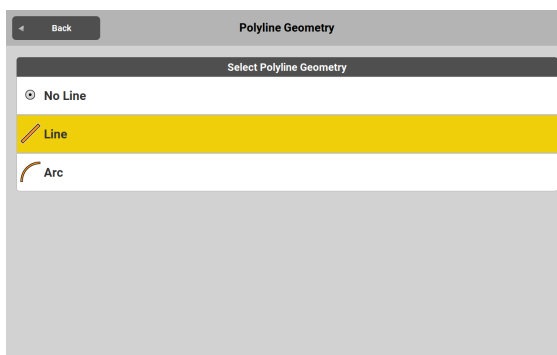 Back
Polyline Geometry
Select Polyline Geometry
No Line
Line
Arc